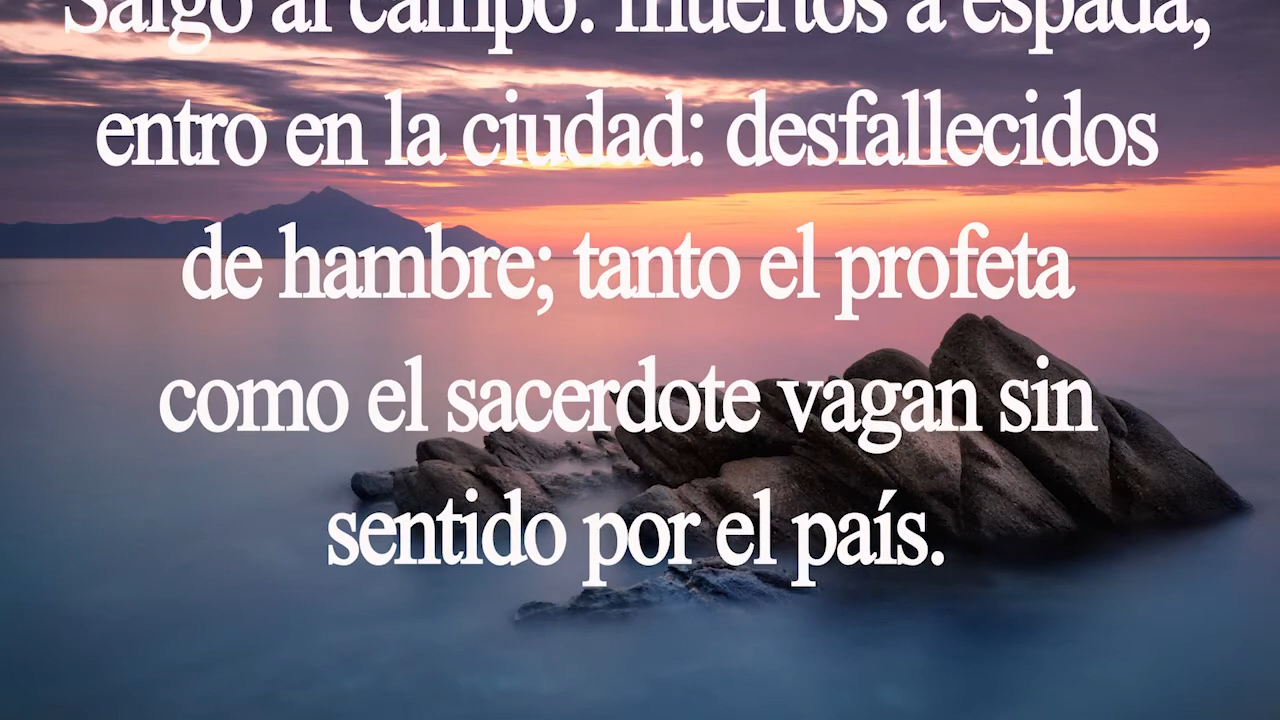 Salgo al campo: muertos a espada,
entro en la ciudad: desfallecidos
de hambre; tanto el profeta
como el sacerdote vagan sin
sentido por el país.